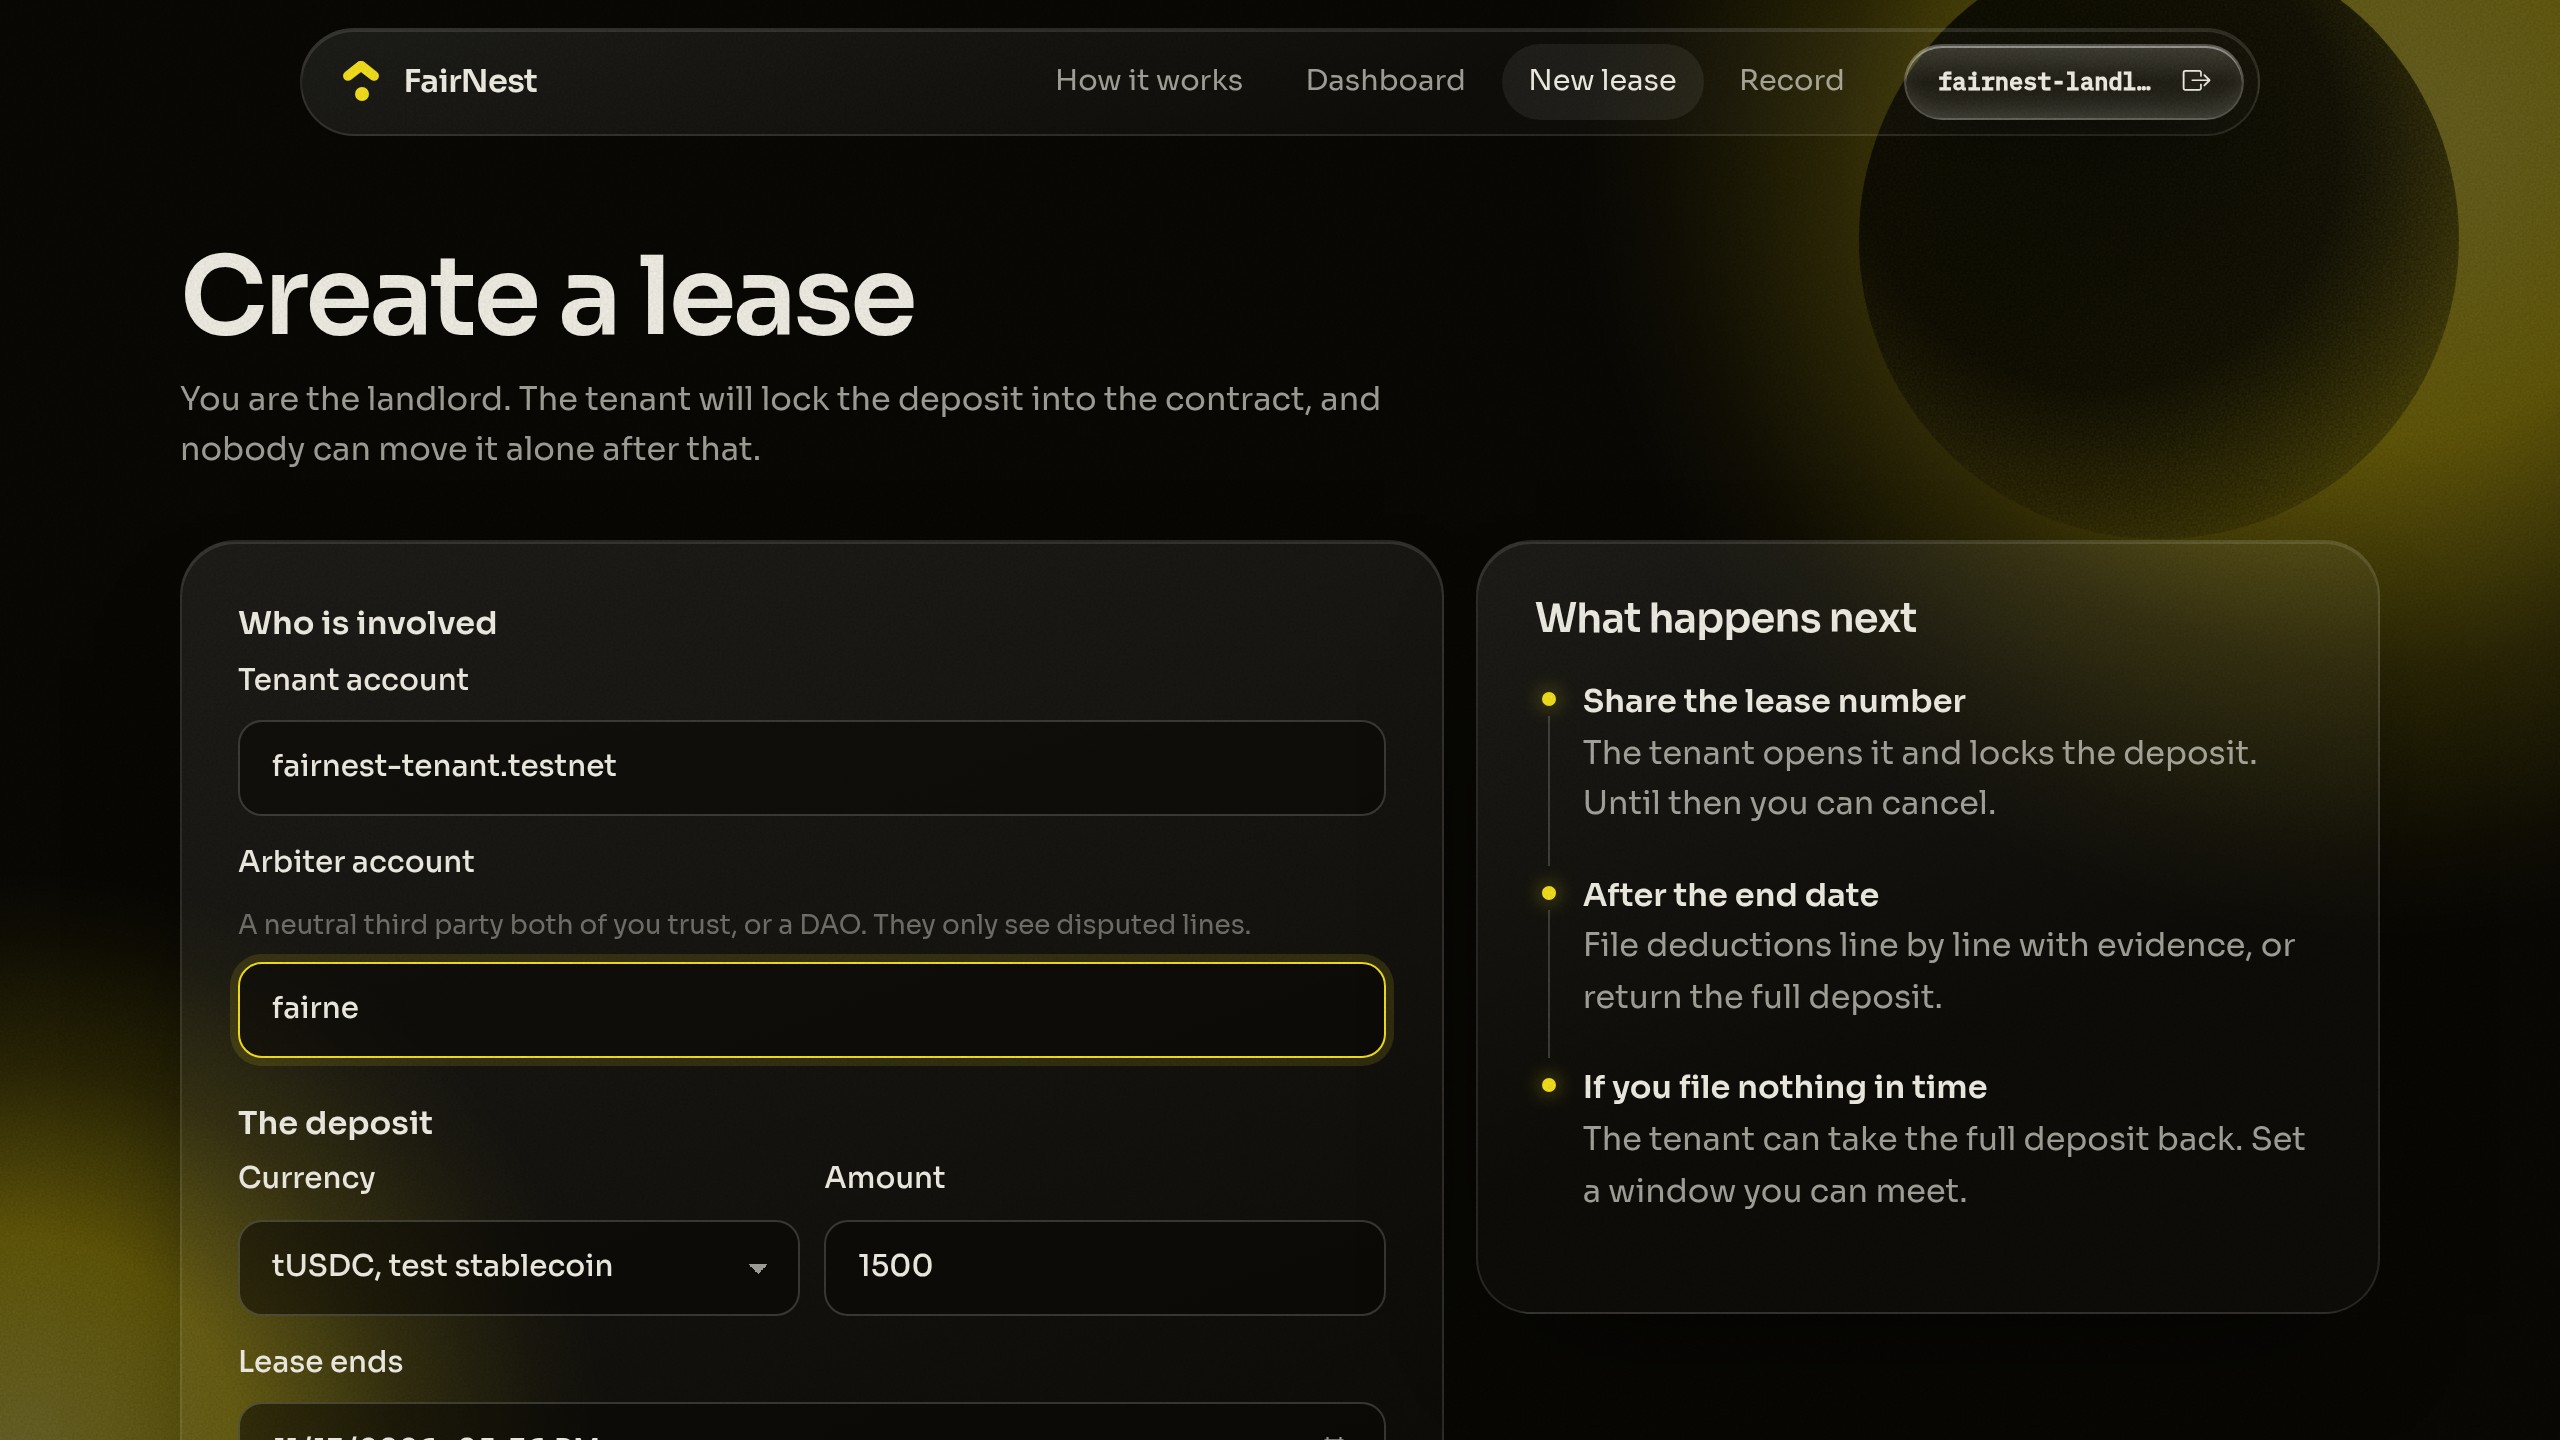 FairNest
How it works
Dashboard
New lease
Record
fairnest-landl…
Create a lease
You are the landlord. The tenant will lock the deposit into the contract, and
nobody can move it alone after that.
Who is involved
Tenant account
fairnest-tenant.testnet
Arbiter account
A neutral third party both of you trust, or a DAO. They only see disputed lines.
fairne
The deposit
Currency
Amount
tUSDC, test stablecoin
1500
Lease ends
What happens next
Share the lease number
The tenant opens it and locks the deposit.
Until then you can cancel.
After the end date
File deductions line by line with evidence, or
return the full deposit.
If you file nothing in time
The tenant can take the full deposit back. Set
a window you can meet.